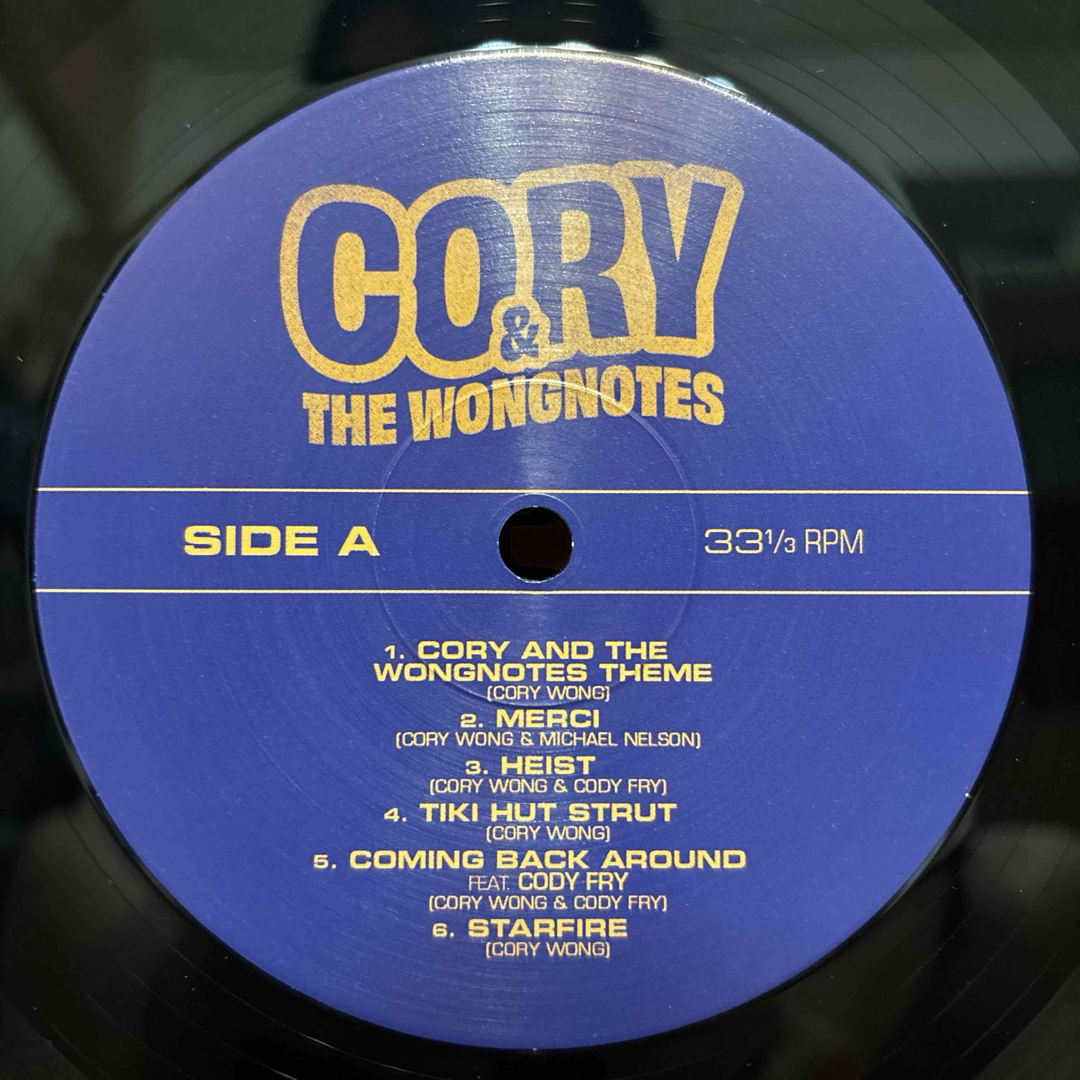 CORY
&
THE WONGNOTES
SIDE A
33⅓ RPM
1. CORY AND THE
WONGNOTES THEME
(CORY WONG)
2. MERCI
(CORY WONG & MICHAEL NELSON)
3. HEIST
(CORY WONG & CODY FRY)
4. TIKI HUT STRUT
(CORY WONG)
5. COMING BACK AROUND
FEAT. CODY FRY
(CORY WONG & CODY FRY)
6. STARFIRE
(CORY WONG)